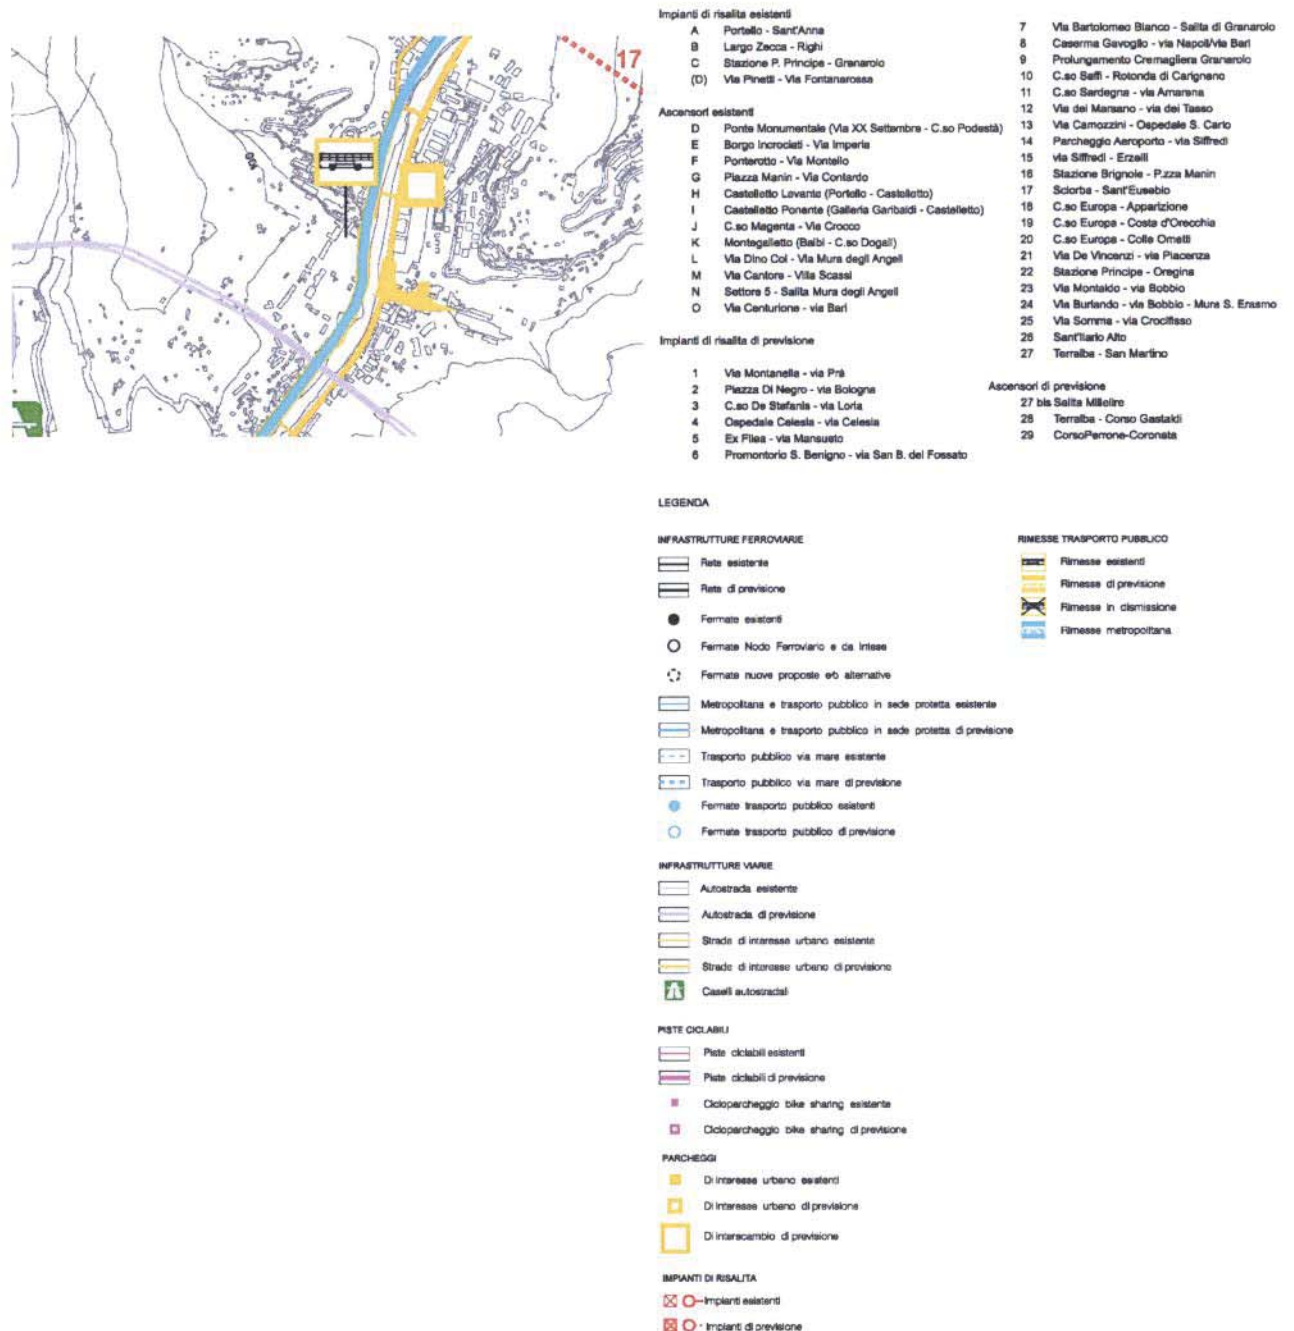 17
Impianti di risalita esistenti
A Portello - Sant'Anna
B Largo Zecca - Righi
C Stazione P. Principe - Granarolo
(D) Via Pinetti - Via Fontanarossa
Ascensori esistenti
D Ponte Monumentale (Via XX Settembre - C.so Podestà)
E Borgo Incrociati - Via Imperia
F Ponterotto - Via Montello
G Piazza Manin - Via Contardo
H Castelletto Levante (Portello - Castelletto)
I Castelletto Ponente (Galleria Garibaldi - Castelletto)
J C.so Magenta - Via Crocco
K Montegalletto (Balbi - C.so Dogali)
L Via Dino Col - Via Mura degli Angeli
M Via Cantore - Villa Scassi
N Settore 5 - Salita Mura degli Angeli
O Via Centurione - via Bari
Impianti di risalita di previsione
1 Via Montanella - via Prà
2 Piazza Di Negro - via Bologna
3 C.so De Stefanis - via Loria
4 Ospedale Celesia - via Celesia
5 Ex Filea - via Mansueto
6 Promontorio S. Benigno - via San B. del Fossato
7 Via Bartolomeo Bianco - Salita di Granarolo
8 Caserma Gavoglio - via Napoli/via Bari
9 Prolungamento Cremagliera Granarolo
10 C.so Saffi - Rotonda di Carignano
11 C.so Sardegna - via Amarena
12 Via dei Marsano - via dei Tasso
13 Via Camozzini - Ospedale S. Carlo
14 Parcheggio Aeroporto - via Siffredi
15 via Siffredi - Erzelli
16 Stazione Brignole - P.zza Manin
17 Sciorba - Sant'Eusebio
18 C.so Europa - Apparizione
19 C.so Europa - Costa d'Orecchia
20 C.so Europa - Colle Ometti
21 Via De Vincenzi - via Piacenza
22 Stazione Principe - Oregina
23 Via Montaldo - via Bobbio
24 Via Burlando - via Bobbio - Mura S. Erasmo
25 Via Somma - via Crocifisso
26 Sant'Ilario Alto
27 Terralba - San Martino
Ascensori di previsione
27 bis Salita Millelire
28 Terralba - Corso Gastaldi
29 CorsoPerrone-Coronata
LEGENDA
INFRASTRUTTURE FERROVIARIE
Rete esistente
Rete di previsione
Fermate esistenti
Fermate Nodo Ferroviario e da Intese
Fermate nuove proposte e/o alternative
Metropolitana e trasporto pubblico in sede protetta esistente
Metropolitana e trasporto pubblico in sede protetta di previsione
Trasporto pubblico via mare esistente
Trasporto pubblico via mare di previsione
Fermate trasporto pubblico esistenti
Fermate trasporto pubblico di previsione
RIMESSE TRASPORTO PUBBLICO
Rimesse esistenti
Rimesse di previsione
Rimesse in dismissione
Rimesse metropolitana
INFRASTRUTTURE VIARIE
Autostrada esistente
Autostrada di previsione
Strade di interesse urbano esistente
Strade di interesse urbano di previsione
Caselli autostradali
PISTE CICLABILI
Piste ciclabili esistenti
Piste ciclabili di previsione
Cicloparcheggio bike sharing esistente
Cicloparcheggio bike sharing di previsione
PARCHEGGI
Di interesse urbano esistenti
Di interesse urbano di previsione
Di interscambio di previsione
IMPIANTI DI RISALITA
Impianti esistenti
Impianti di previsione